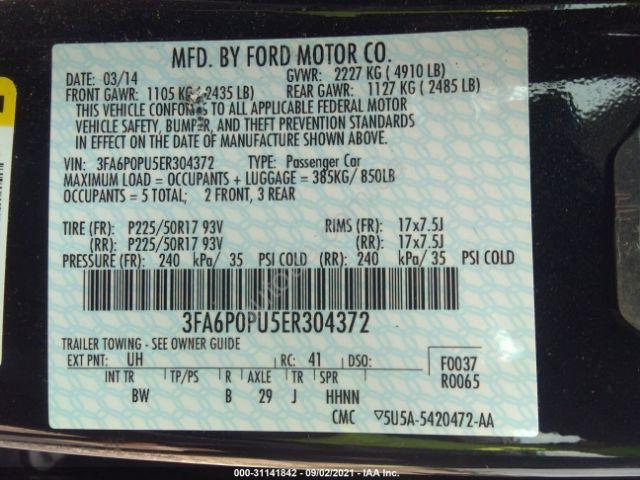 MFD. BY FORD MOTOR CO.
DATE: 03/14 GVWR: 2227 KG ( 4910 LB)
FRONT GAWR: 1105 KG ( 2435 LB) REAR GAWR: 1127 KG ( 2485 LB)
THIS VEHICLE CONFORMS TO ALL APPLICABLE FEDERAL MOTOR
VEHICLE SAFETY, BUMPER, AND THEFT PREVENTION STANDARDS
IN EFFECT ON THE DATE OF MANUFACTURE SHOWN ABOVE.
VIN: 3FA6P0PU5ER304372 TYPE: Passenger Car
MAXIMUM LOAD = OCCUPANTS + LUGGAGE = 385KG/ 850LB
OCCUPANTS = 5 TOTAL; 2 FRONT, 3 REAR
TIRE (FR): P225/50R17 93V RIMS (FR): 17x7.5J
(RR): P225/50R17 93V (RR): 17x7.5J
PRESSURE (FR): 240 kPa/ 35 PSI COLD (RR): 240 kPa/ 35 PSI COLD
3FA6P0PU5ER304372
TRAILER TOWING - SEE OWNER GUIDE
EXT PNT: UH RC: 41 DSO: F0037
R0065
INT TR TP/PS R AXLE TR SPR
BW B 29 J HHNN
CMC ▽5U5A-5420472-AA
000-31141842 - 09/02/2021 - IAA Inc.